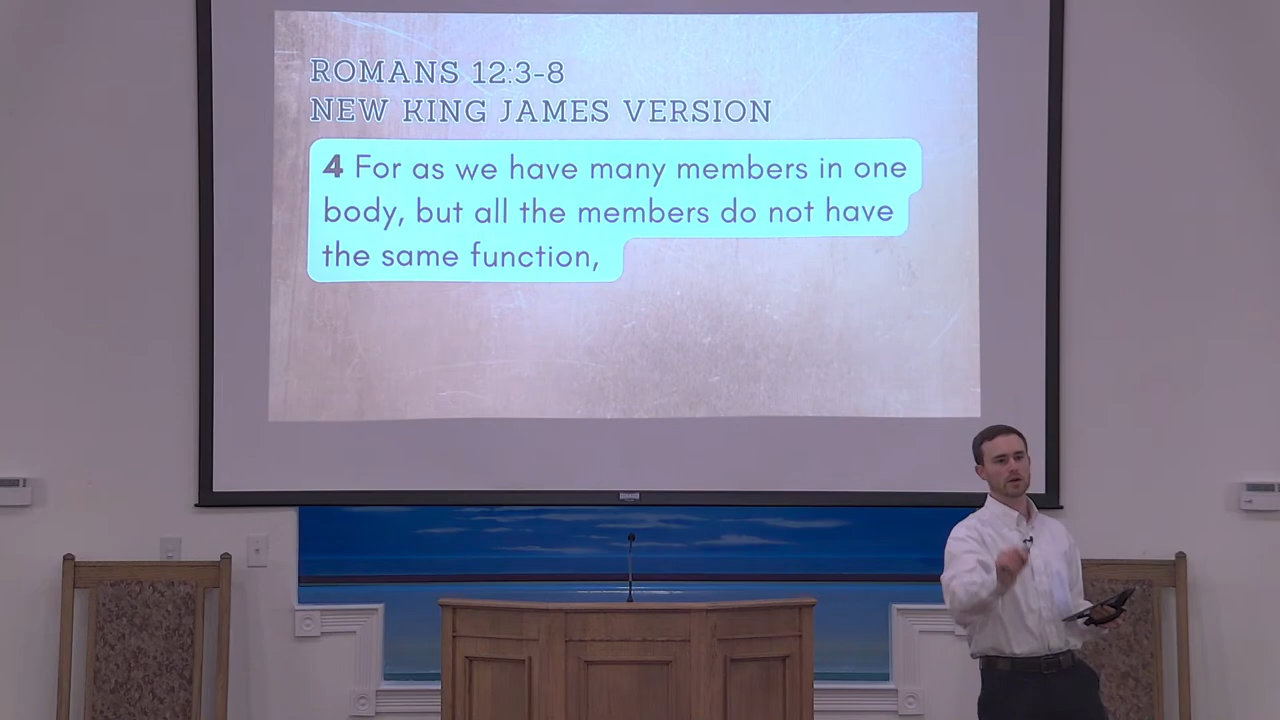 ROMANS 12:3-8
NEW KING JAMES VERSION
4 For as we have many members in one
body, but all the members do not have
the same function,